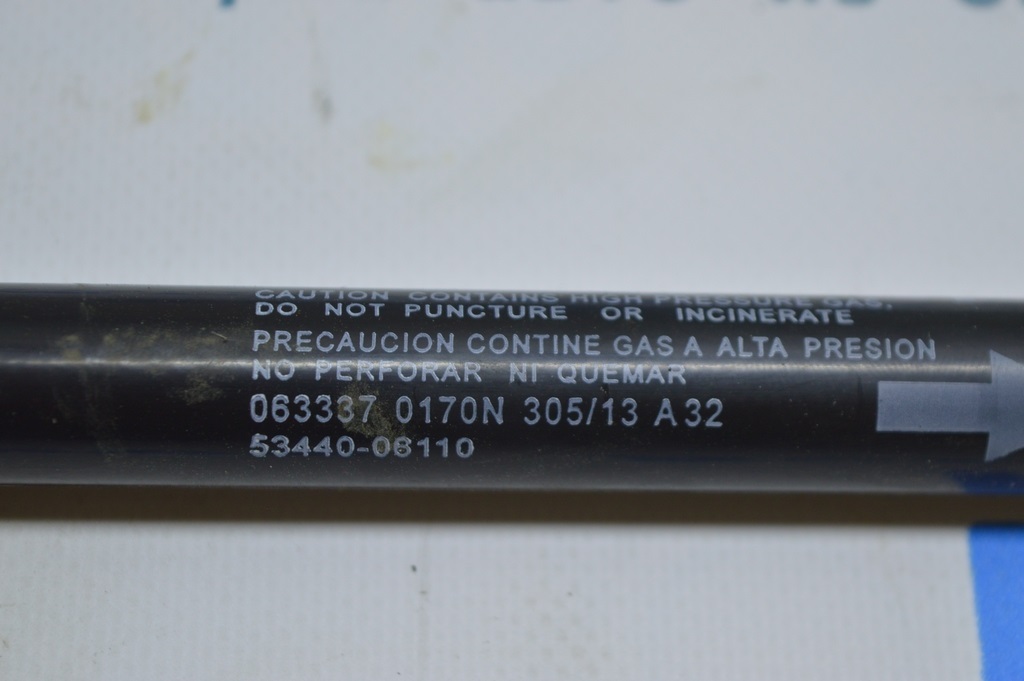 CAUTION CONTAINS HIGH PRESSURE GAS,
DO NOT PUNCTURE OR INCINERATE
PRECAUCION CONTINE GAS A ALTA PRESION
NO PERFORAR NI QUEMAR
063337 0170N 305/13 A32
53440-06110